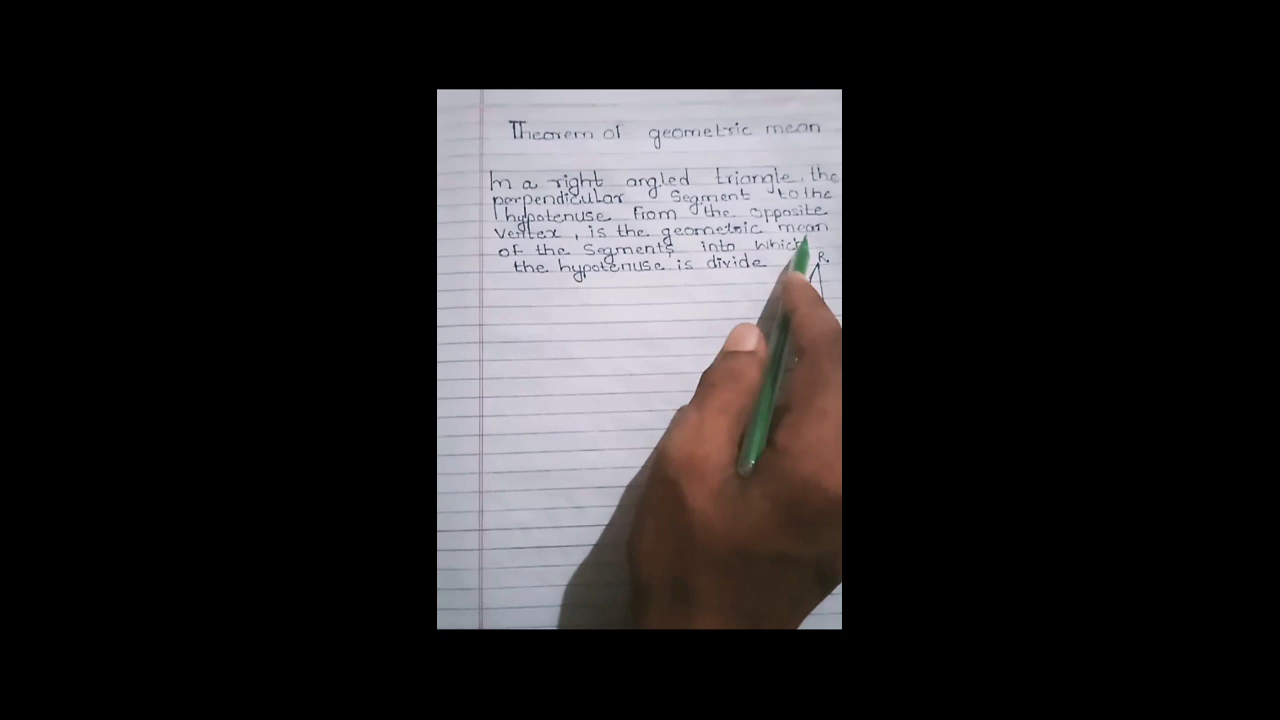 Theorem of geometric mean
In a right angled triangle, the
perpendicular segment to the
hypotenuse from the opposite
vertex, is the geometric mean
of the segments into which
the hypotenuse is divide
R